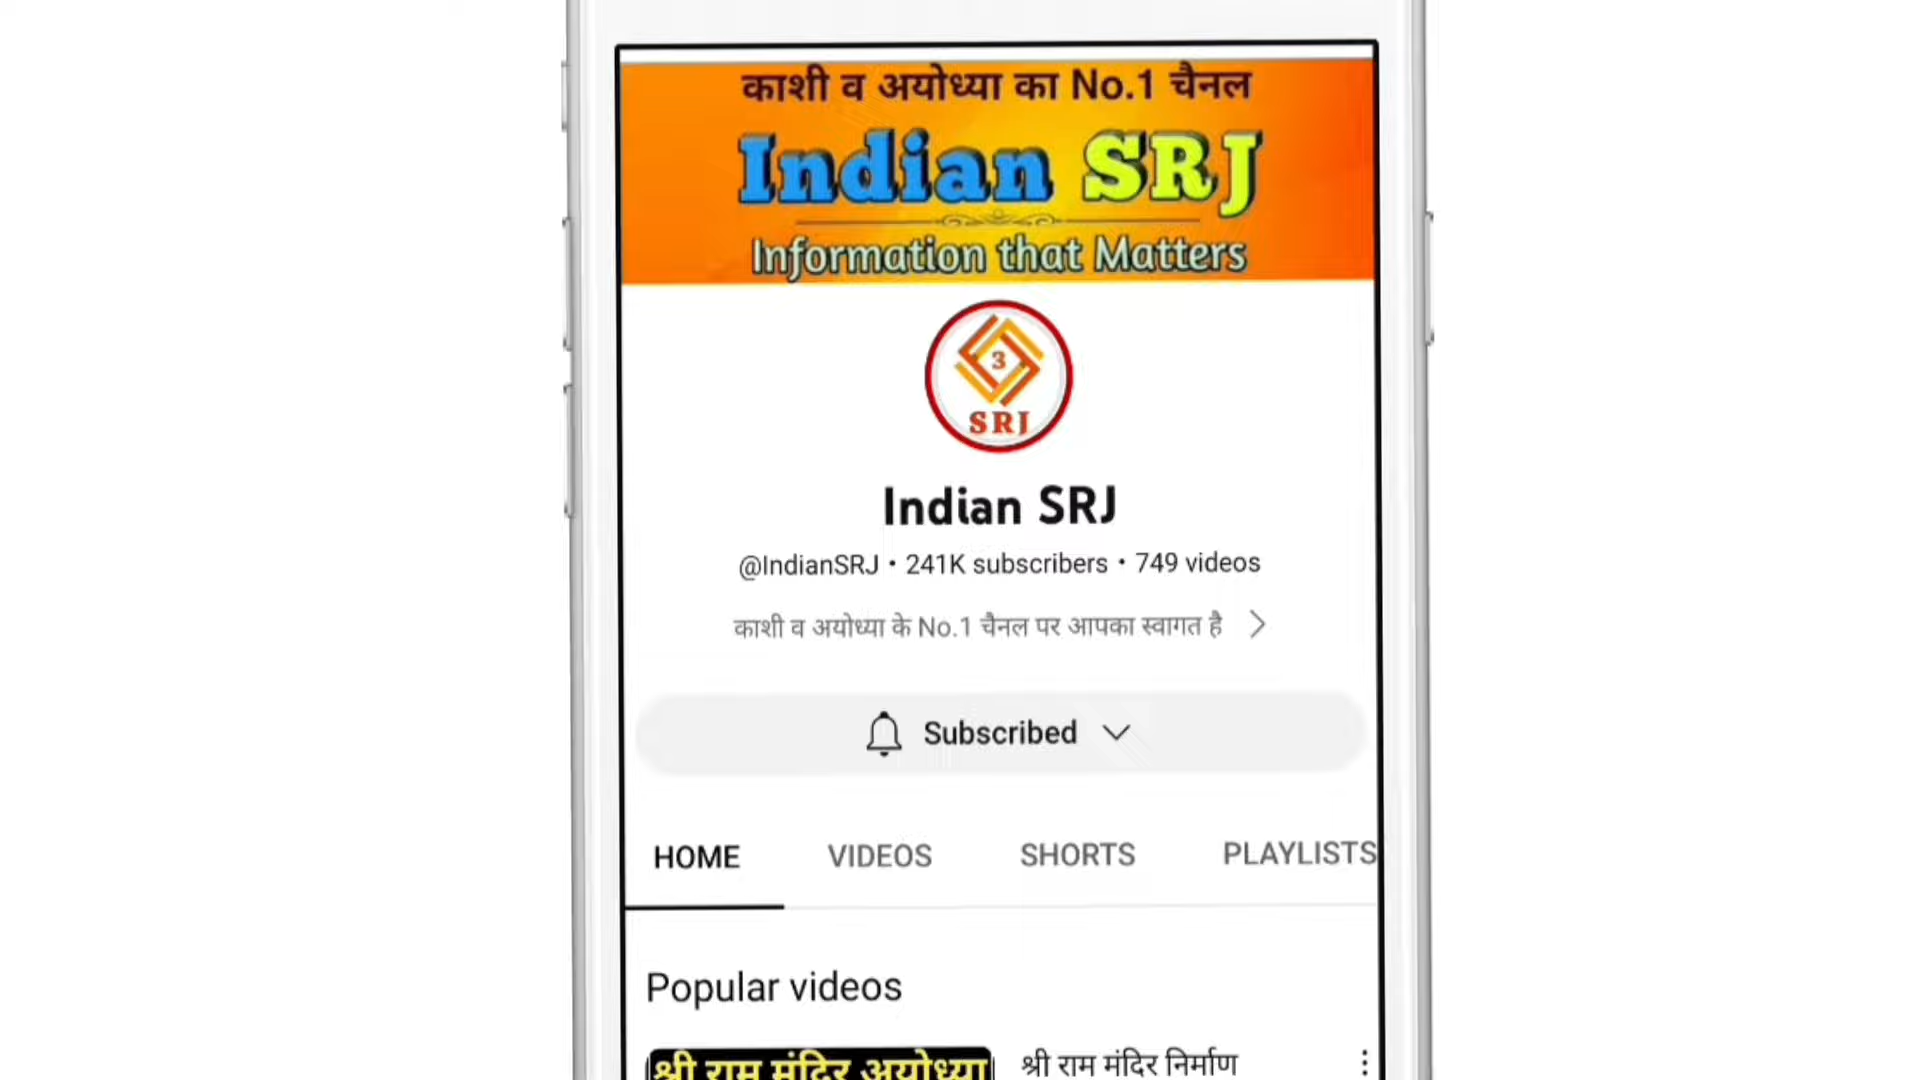 काशी व अयोध्या का No.1 चैनल
Indian SRJ
Information that Matters
3
SRJ
Indian SRJ
@IndianSRJ • 241K subscribers • 749 videos
काशी व अयोध्या के No.1 चैनल पर आपका स्वागत है
Subscribed
HOME VIDEOS SHORTS PLAYLISTS
Popular videos
श्री राम मंदिर अयोध्या
श्री राम मंदिर निर्माण